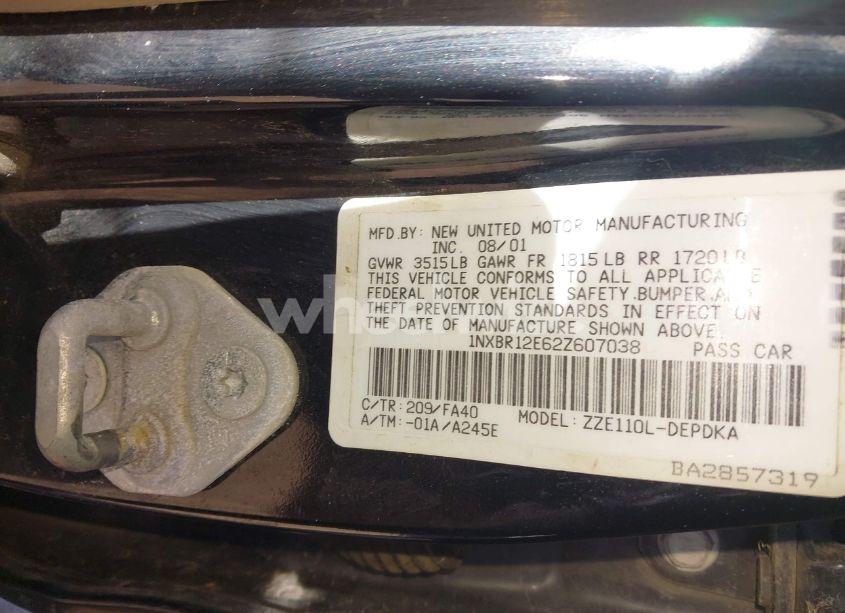 MFD.BY: NEW UNITED MOTOR MANUFACTURING
INC. 08/01
GVWR 3515LB GAWR FR 1815LB RR 1720LB
THIS VEHICLE CONFORMS TO ALL APPLICABLE
FEDERAL MOTOR VEHICLE SAFETY,BUMPER,AND
THEFT PREVENTION STANDARDS IN EFFECT ON
THE DATE OF MANUFACTURE SHOWN ABOVE.
1NXBR12E62Z607038 PASS CAR
C/TR: 209/FA40 MODEL: ZZE110L-DEPDKA
A/TM: -01A/A245E
BA2857319